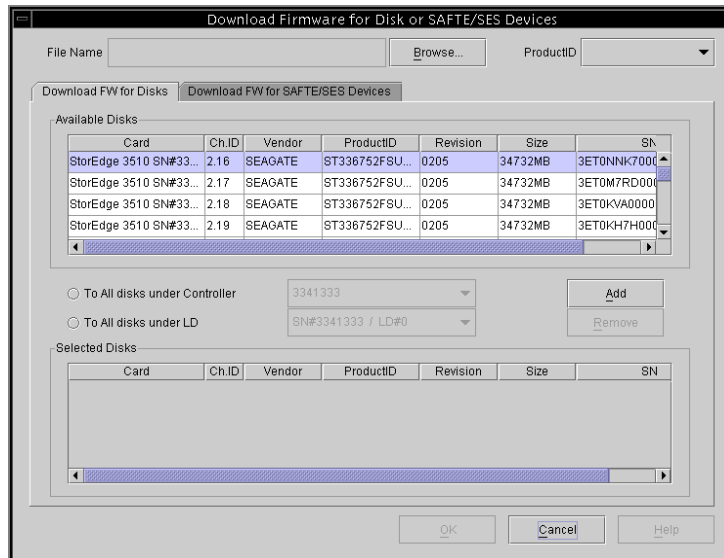 Download Firmware for Disk or SAFTE/SES Devices
File Name Browse... ProductID
Download FW for Disks Download FW for SAFTE/SES Devices
Available Disks
Card Ch.ID Vendor ProductID Revision Size SN
StorEdge 3510 SN#33... 2.16 SEAGATE ST336752FSU... 0205 34732MB 3ET0NNK7000
StorEdge 3510 SN#33... 2.17 SEAGATE ST336752FSU... 0205 34732MB 3ET0M7RD000
StorEdge 3510 SN#33... 2.18 SEAGATE ST336752FSU... 0205 34732MB 3ET0KVA0000
StorEdge 3510 SN#33... 2.19 SEAGATE ST336752FSU... 0205 34732MB 3ET0KH7H000
To All disks under Controller 3341333 Add
To All disks under LD SN#3341333 / LD#0 Remove
Selected Disks
Card Ch.ID Vendor ProductID Revision Size SN
OK Cancel Help